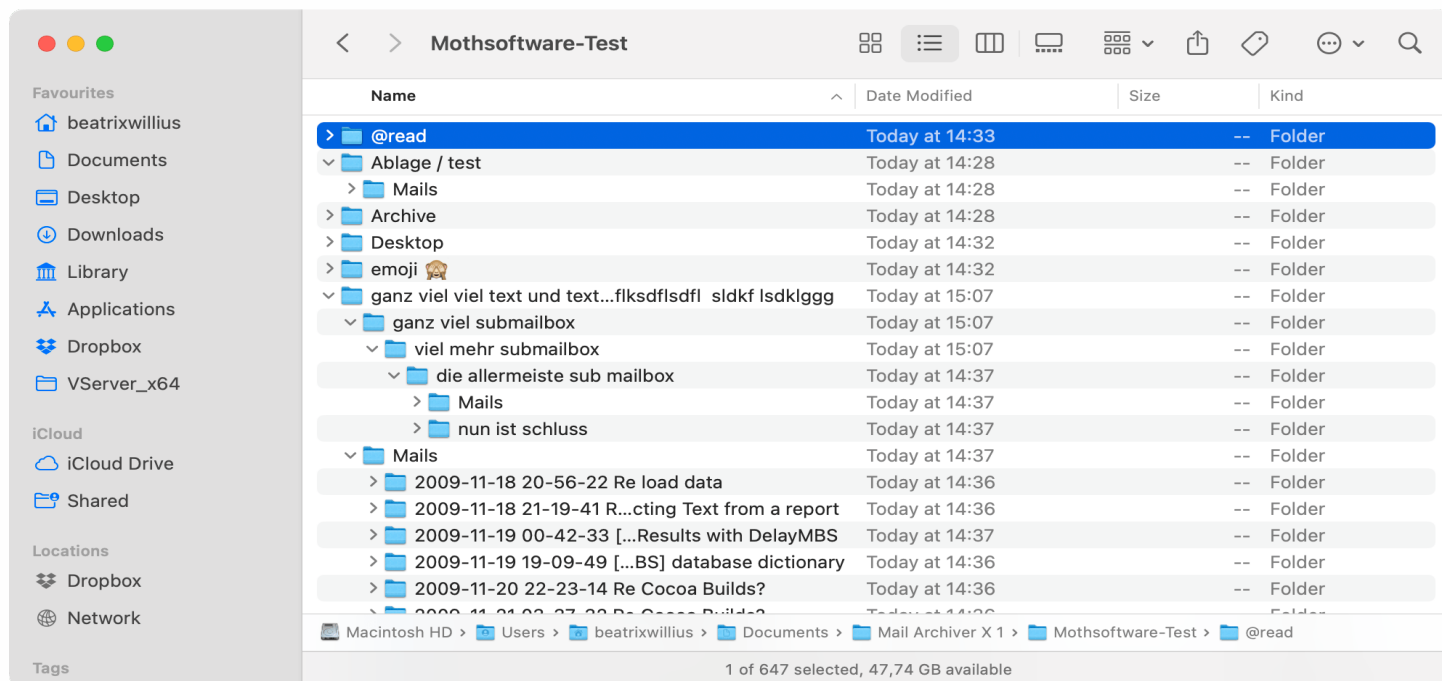 Mothsoftware-Test
Favourites
beatrixwillius
Documents
Desktop
Downloads
Library
Applications
Dropbox
VServer_x64
iCloud
iCloud Drive
Shared
Locations
Dropbox
Network
Tags
Name Date Modified Size Kind
@read Today at 14:33 -- Folder
Ablage / test Today at 14:28 -- Folder
Mails Today at 14:28 -- Folder
Archive Today at 14:28 -- Folder
Desktop Today at 14:32 -- Folder
emoji 🙈 Today at 14:32 -- Folder
ganz viel viel text und text...flksdflsdfl sldkf lsdklggg Today at 15:07 -- Folder
ganz viel submailbox Today at 15:07 -- Folder
viel mehr submailbox Today at 15:07 -- Folder
die allermeiste sub mailbox Today at 14:37 -- Folder
Mails Today at 14:37 -- Folder
nun ist schluss Today at 14:37 -- Folder
Mails Today at 14:37 -- Folder
2009-11-18 20-56-22 Re load data Today at 14:36 -- Folder
2009-11-18 21-19-41 R...cting Text from a report Today at 14:36 -- Folder
2009-11-19 00-42-33 [...Results with DelayMBS Today at 14:37 -- Folder
2009-11-19 19-09-49 [...BS] database dictionary Today at 14:36 -- Folder
2009-11-20 22-23-14 Re Cocoa Builds? Today at 14:36 -- Folder
Macintosh HD › Users › beatrixwillius › Documents › Mail Archiver X 1 › Mothsoftware-Test › @read
1 of 647 selected, 47,74 GB available